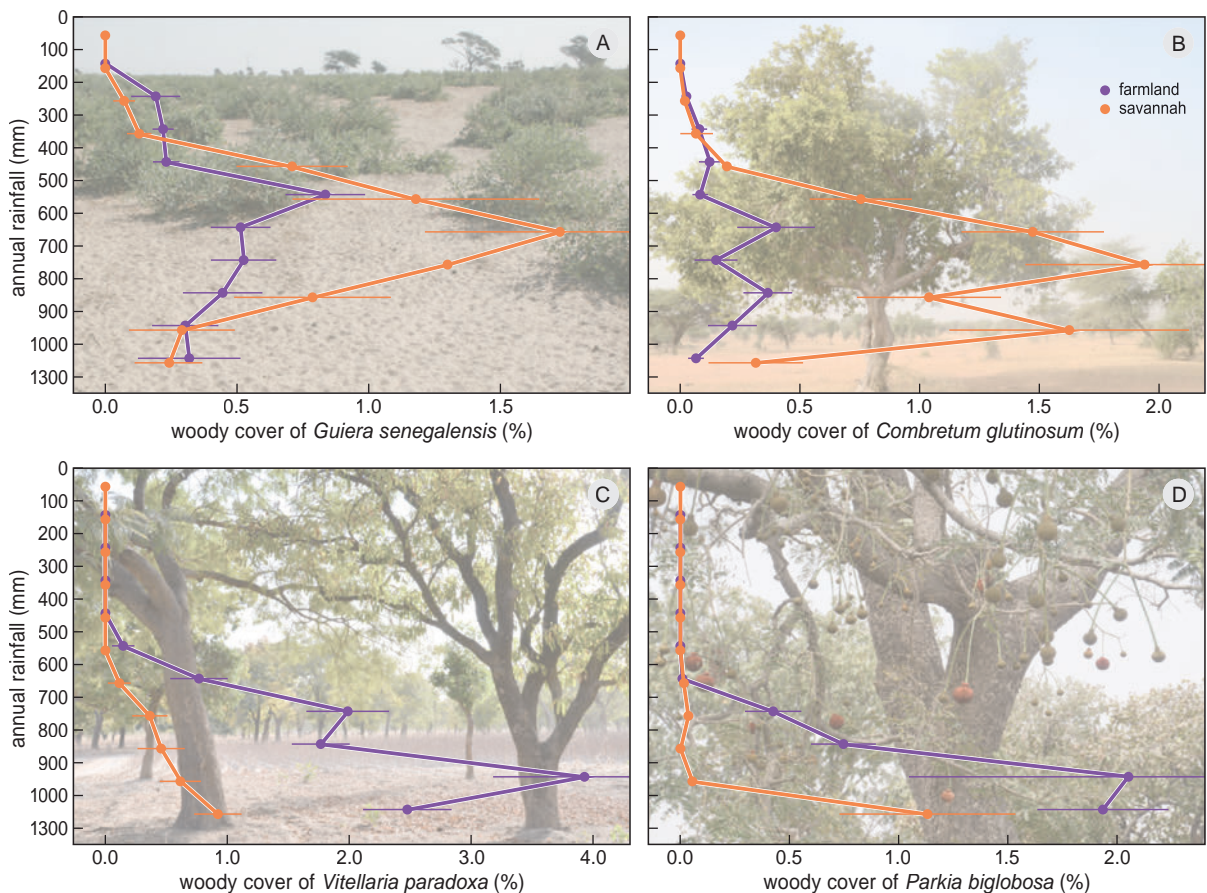 0
100
200
300
400
500
600
700
800
900
1000
1300
annual rainfall (mm)
A
0.0 0.5 1.0 1.5
woody cover of Guiera senegalensis (%)
B
farmland
savannah
0.0 0.5 1.0 1.5 2.0
woody cover of Combretum glutinosum (%)
0
100
200
300
400
500
600
700
800
900
1000
1300
annual rainfall (mm)
C
0.0 1.0 2.0 3.0 4.0
woody cover of Vitellaria paradoxa (%)
D
0.0 0.5 1.0 1.5 2.0
woody cover of Parkia biglobosa (%)